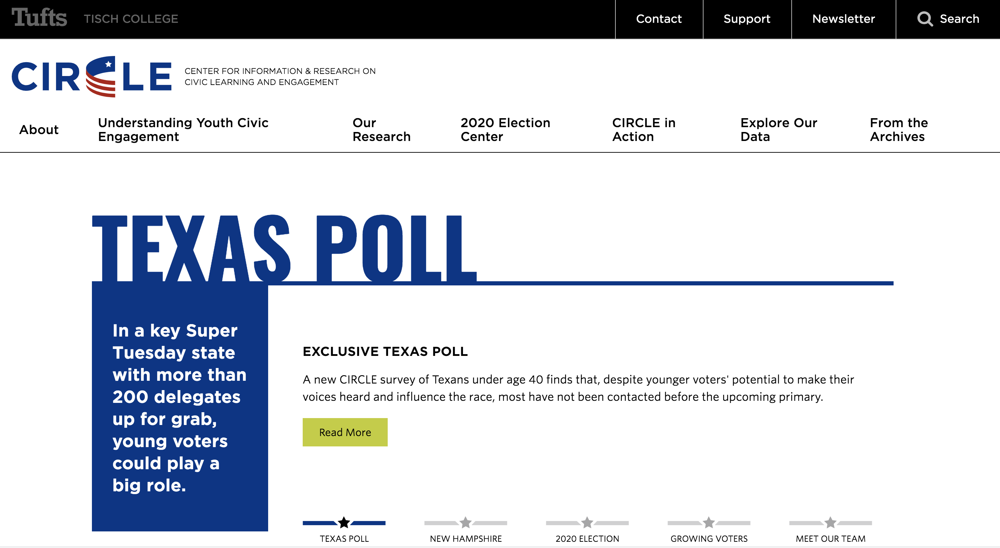 Tufts TISCH COLLEGE Contact Support Newsletter Search
CIRCLE
CENTER FOR INFORMATION & RESEARCH ON
CIVIC LEARNING AND ENGAGEMENT
About
Understanding Youth Civic
Engagement
Our
Research
2020 Election
Center
CIRCLE in
Action
Explore Our
Data
From the
Archives
TEXAS POLL
In a key Super
Tuesday state
with more than
200 delegates
up for grab,
young voters
could play a
big role.
EXCLUSIVE TEXAS POLL
A new CIRCLE survey of Texans under age 40 finds that, despite younger voters' potential to make their
voices heard and influence the race, most have not been contacted before the upcoming primary.
Read More
TEXAS POLL NEW HAMPSHIRE 2020 ELECTION GROWING VOTERS MEET OUR TEAM